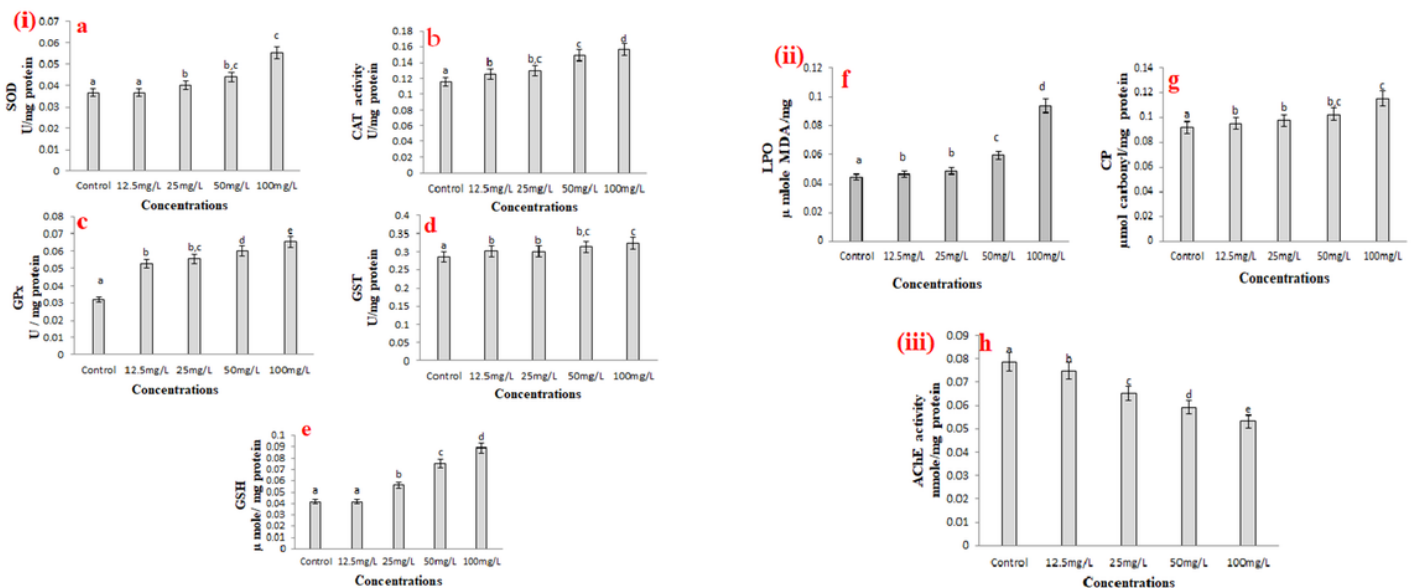 (i)
a
SOD
U/mg protein
0.07
0.06
0.05
0.04
0.03
0.02
0.01
0
a
a
b
b,c
c
Control 12.5mg/L 25mg/L 50mg/L 100mg/L
Concentrations
b
CAT activity
U/mg protein
0.18
0.16
0.14
0.12
0.10
0.08
0.06
0.04
0.02
0
a
b
b,c
c
d
Control 12.5mg/L 25mg/L 50mg/L 100mg/L
Concentrations
c
GPx
U / mg protein
0.08
0.07
0.06
0.05
0.04
0.03
0.02
0.01
0
a
b
b,c
d
e
Control 12.5mg/L 25mg/L 50mg/L 100mg/L
Concentrations
d
GST
U/mg protein
0.4
0.35
0.3
0.25
0.2
0.15
0.1
0.05
0
a
b
b
b,c
c
Control 12.5mg/L 25mg/L 50mg/L 100mg/L
Concentrations
e
GSH
μ mole/ mg protein
0.1
0.09
0.08
0.07
0.06
0.05
0.04
0.03
0.02
0.01
0
a
a
b
c
d
Control 12.5mg/L 25mg/L 50mg/L 100mg/L
Concentrations
(ii)
f
LPO
μ mlole MDA/mg
0.12
0.10
0.08
0.06
0.04
0.02
0
a
b
b
c
d
Control 12.5mg/L 25mg/L 50mg/L 100mg/L
Concentrations
g
CP
μmol carbonyl/mg protein
0.14
0.12
0.1
0.08
0.06
0.04
0.02
0
a
b
b
b,c
c
Control 12.5mg/L 25mg/L 50mg/L 100mg/L
Concentrations
(iii)
h
AChE activity
nmole/mg protein
0.09
0.08
0.07
0.06
0.05
0.04
0.03
0.02
0.01
0
a
b
c
d
e
Control 12.5mg/L 25mg/L 50mg/L 100mg/L
Concentrations